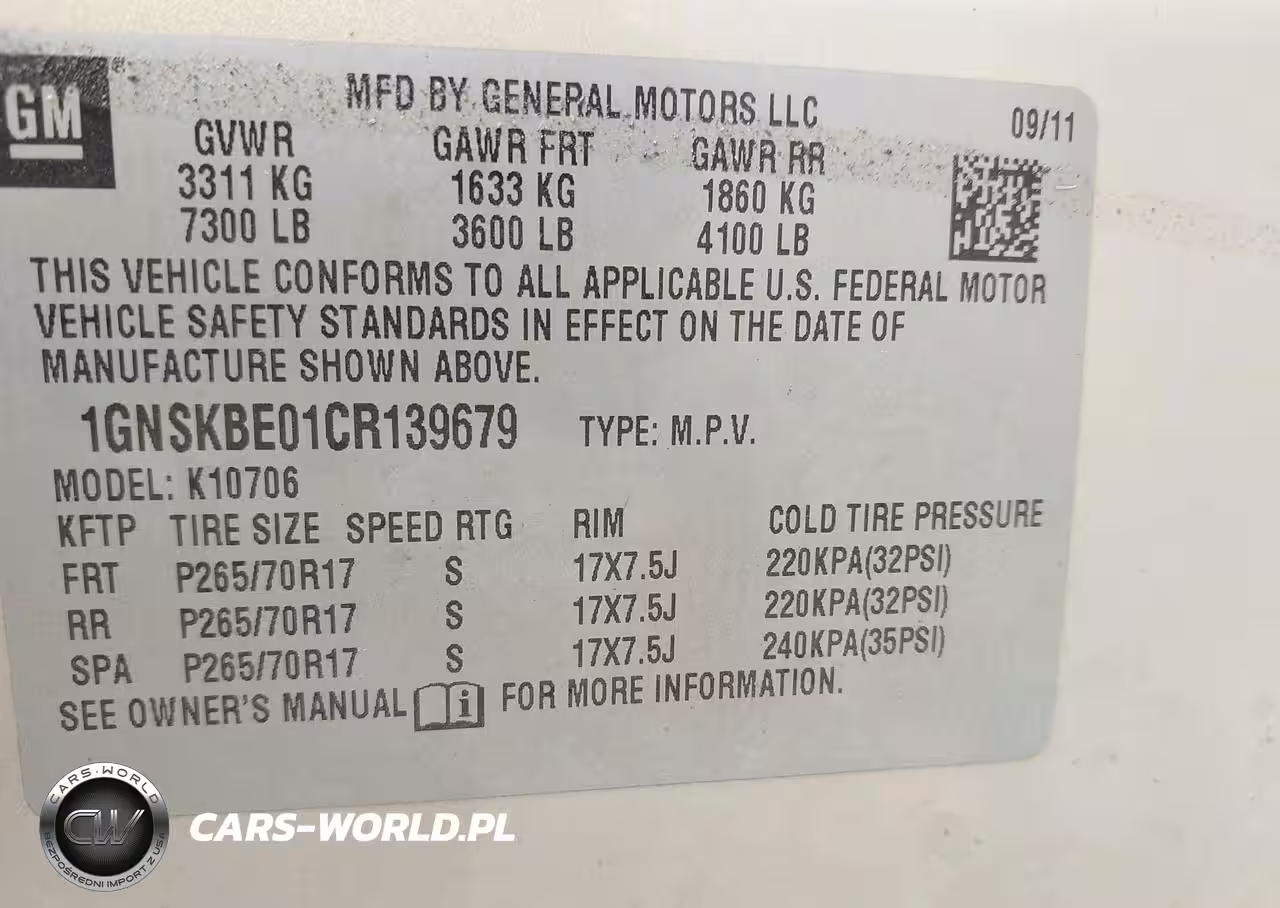 GM
MFD BY GENERAL MOTORS LLC 09/11
GVWR GAWR FRT GAWR RR
3311 KG 1633 KG 1860 KG
7300 LB 3600 LB 4100 LB
THIS VEHICLE CONFORMS TO ALL APPLICABLE U.S. FEDERAL MOTOR
VEHICLE SAFETY STANDARDS IN EFFECT ON THE DATE OF
MANUFACTURE SHOWN ABOVE.
1GNSKBE01CR139679 TYPE: M.P.V.
MODEL: K10706
KFTP TIRE SIZE SPEED RTG RIM COLD TIRE PRESSURE
FRT P265/70R17 S 17X7.5J 220KPA(32PSI)
RR P265/70R17 S 17X7.5J 220KPA(32PSI)
SPA P265/70R17 S 17X7.5J 240KPA(35PSI)
SEE OWNER'S MANUAL i FOR MORE INFORMATION.
CARS-WORLD
CW
BEZPOŚREDNI IMPORT Z USA
CARS-WORLD.PL